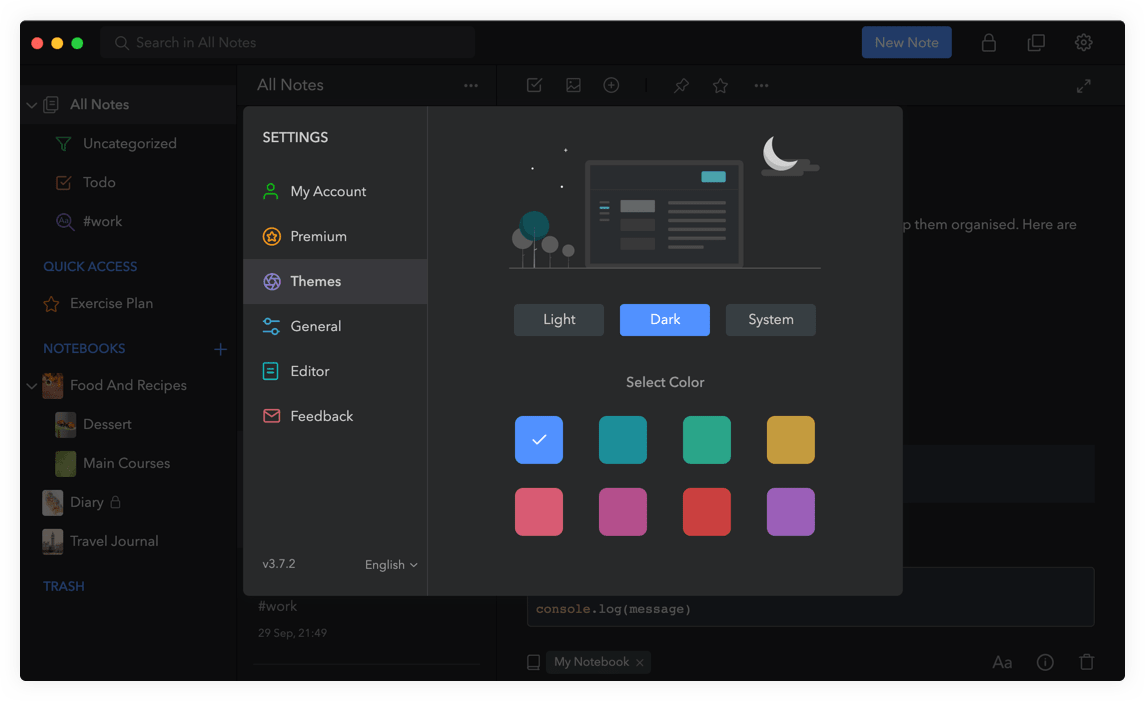 Search in All Notes
New Note
All Notes
Uncategorized
Todo
#work
QUICK ACCESS
Exercise Plan
NOTEBOOKS
Food And Recipes
Dessert
Main Courses
Diary
Travel Journal
TRASH
All Notes
SETTINGS
My Account
Premium
Themes
General
Editor
Feedback
v3.7.2
English
Light
Dark
System
Select Color
p them organised. Here are
#work
29 Sep, 21:49
console.log(message)
My Notebook
Aa